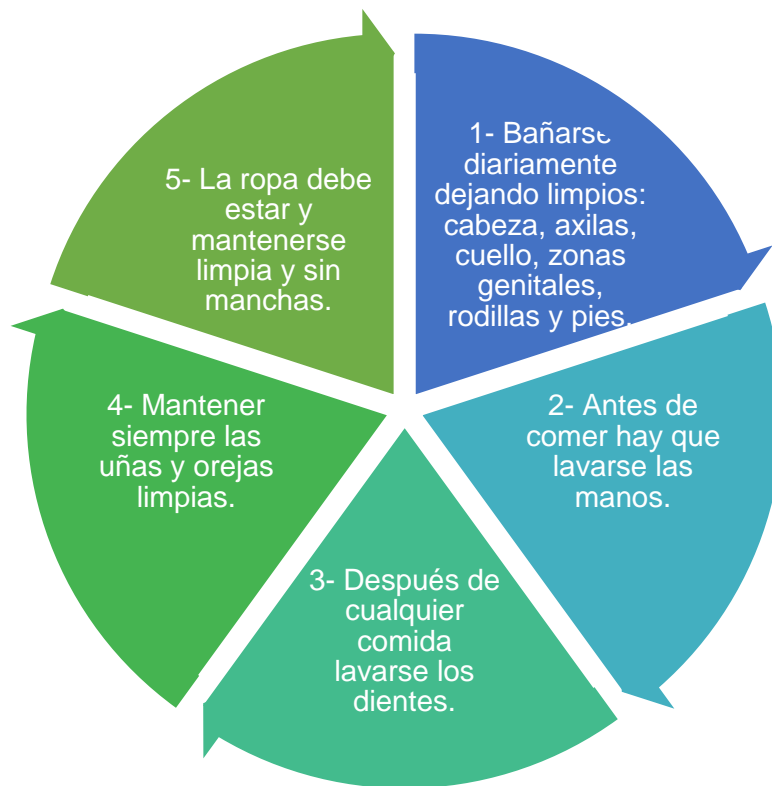 1- Bañarse
diariamente
dejando limpios:
cabeza, axilas,
cuello, zonas
genitales,
rodillas y pies.
2- Antes de
comer hay que
lavarse las
manos.
3- Después de
cualquier
comida
lavarse los
dientes.
4- Mantener
siempre las
uñas y orejas
limpias.
5- La ropa debe
estar y
mantenerse
limpia y sin
manchas.